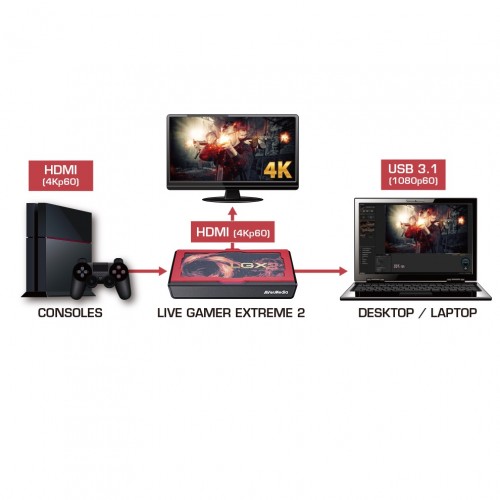 4K
HDMI
(4Kp60)
USB 3.1
(1080p60)
HDMI (4Kp60)
LGX2
AVerMedia
CONSOLES
LIVE GAMER EXTREME 2
DESKTOP / LAPTOP